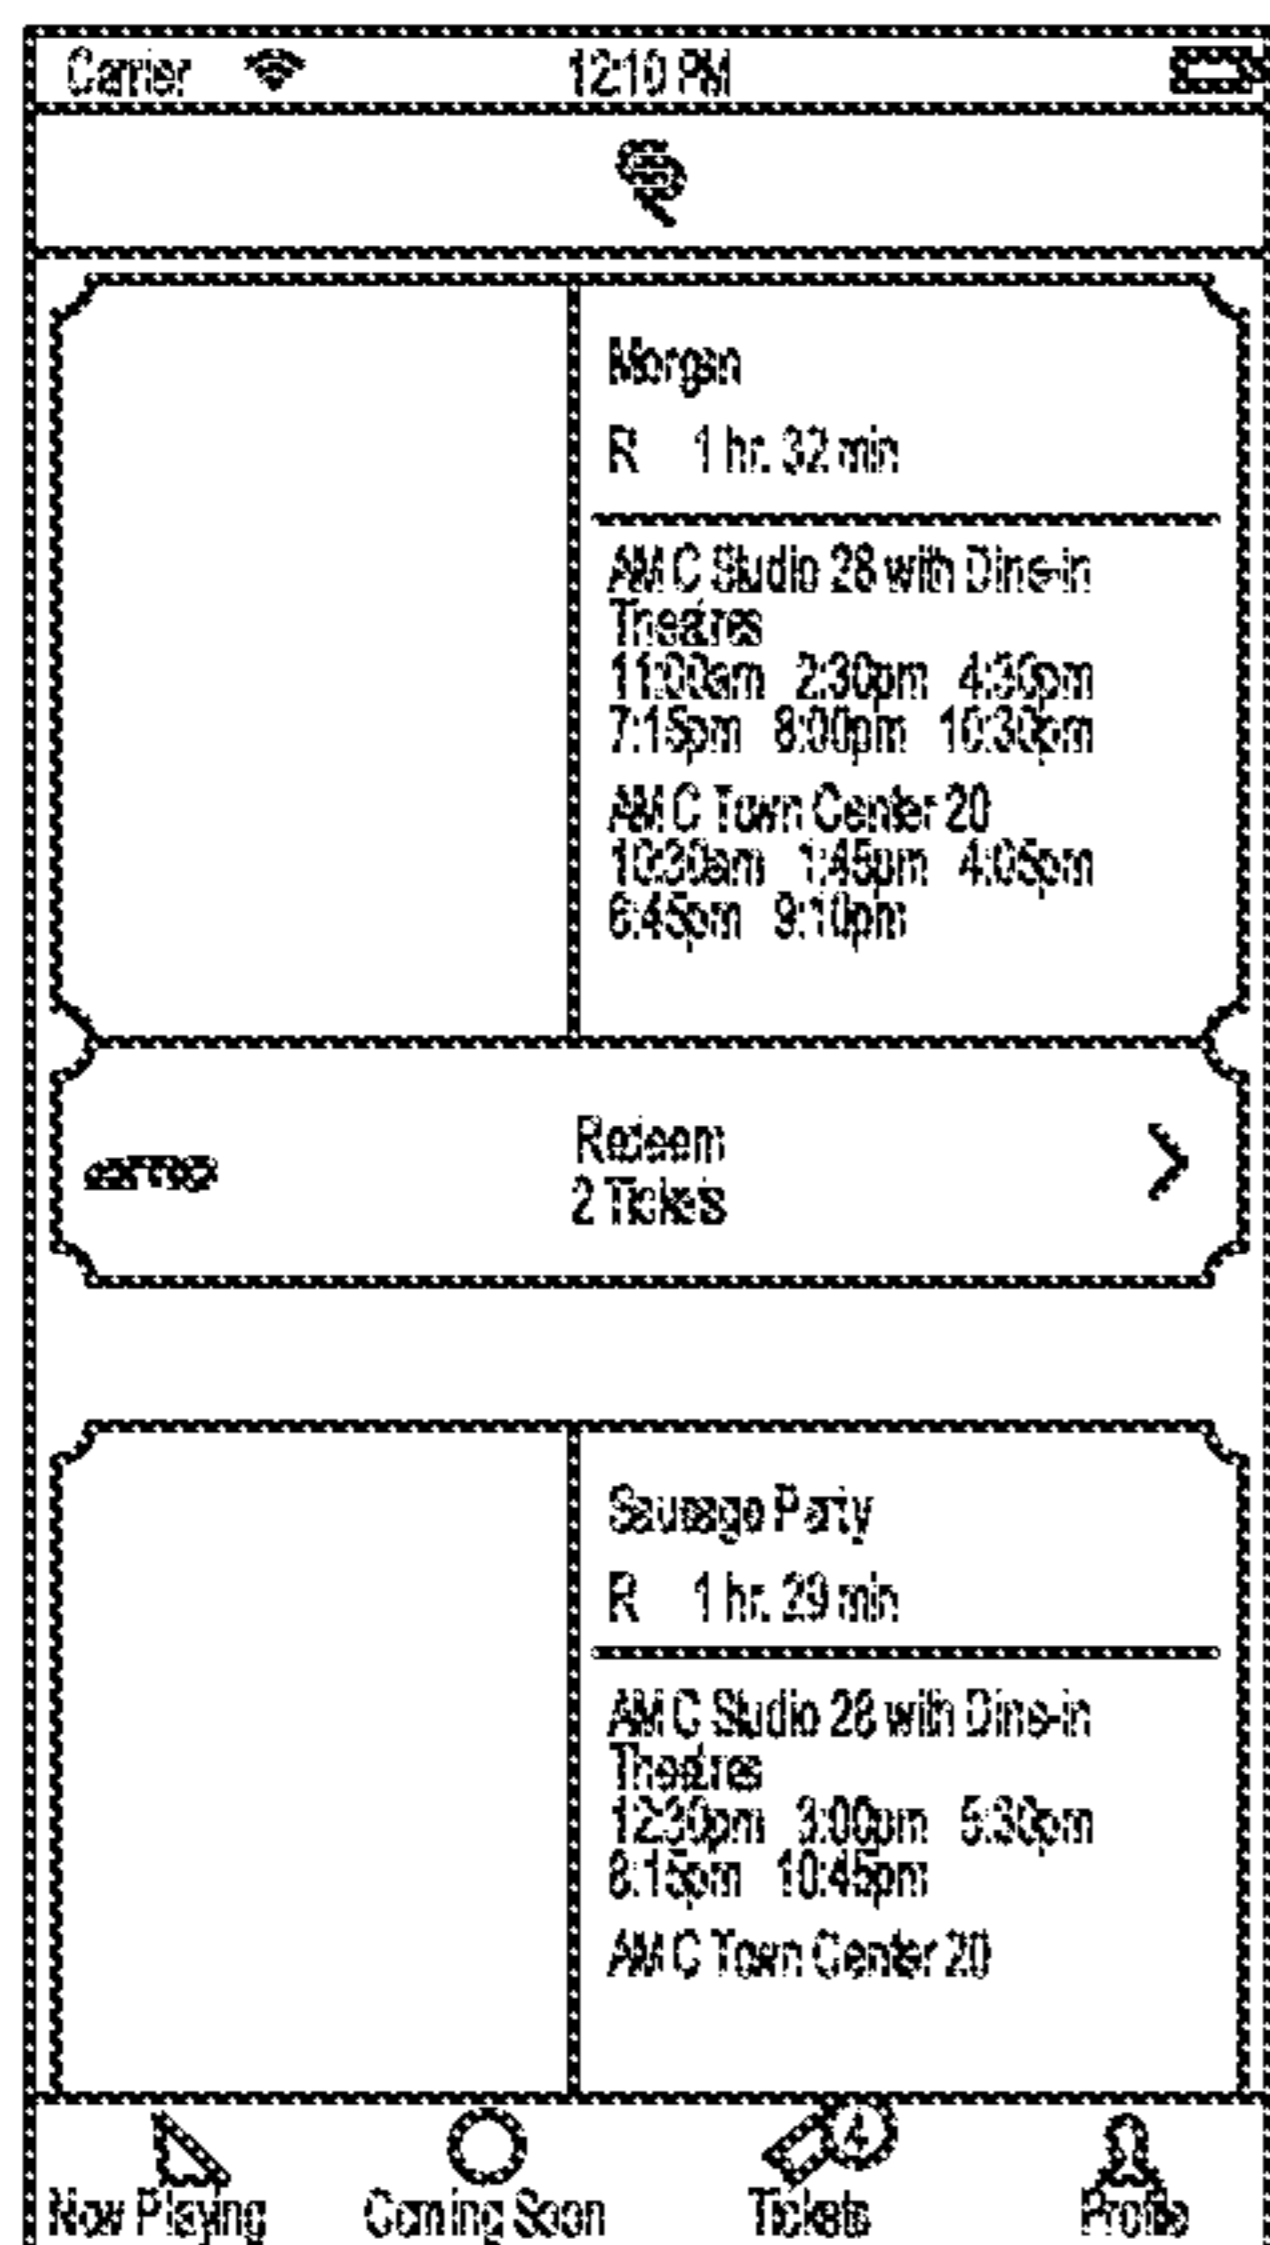 Carrier 12:10 PM
Morgan
R 1 hr. 32 min
AMC Studio 28 with Dine-in
Theatres
11:00am 2:30pm 4:30pm
7:15pm 8:00pm 10:30pm
AMC Town Center 20
10:30am 1:45pm 4:05pm
6:45pm 9:10pm
Redeem
2 Tickets
Sausage Party
R 1 hr. 29 min
AMC Studio 28 with Dine-in
Theatres
12:30pm 3:00pm 5:30pm
8:15pm 10:45pm
AMC Town Center 20
Now Playing Coming Soon Tickets Profile